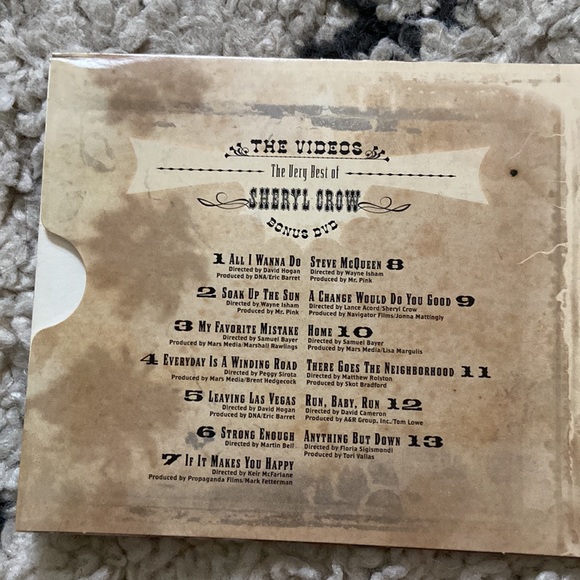 THE VIDEOS
The Very Best of
SHERYL CROW
BONUS DVD
1 ALL I WANNA DO
Directed by David Hogan
Produced by DNA/Eric Barret
2 SOAK UP THE SUN
Directed by Wayne Isham
Produced by Mr. Pink
3 MY FAVORITE MISTAKE
Directed by Samuel Bayer
Produced by Mars Media/Marshall Rawlings
4 EVERYDAY IS A WINDING ROAD
Directed by Peggy Sirota
Produced by Mars Media/Brent Hedgecock
5 LEAVING LAS VEGAS
Directed by David Hogan
Produced by DNA/Eric Barret
6 STRONG ENOUGH
Directed by Martin Bell
7 IF IT MAKES YOU HAPPY
Directed by Keir McFarlane
Produced by Propaganda Films/Mark Fetterman
STEVE MCQUEEN 8
Directed by Wayne Isham
Produced by Mr. Pink
A CHANGE WOULD DO YOU GOOD 9
Directed by Lance Acord/Sheryl Crow
Produced by Navigator Films/Jonna Mattingly
HOME 10
Directed by Samuel Bayer
Produced by Mars Media/Lisa Margulis
THERE GOES THE NEIGHBORHOOD 11
Directed by Matthew Rolston
Produced by Skot Bradford
RUN, BABY, RUN 12
Directed by David Cameron
Produced by A&R Group, Inc./Tom Lowe
ANYTHING BUT DOWN 13
Directed by Floria Sigismondi
Produced by Tori Vallas